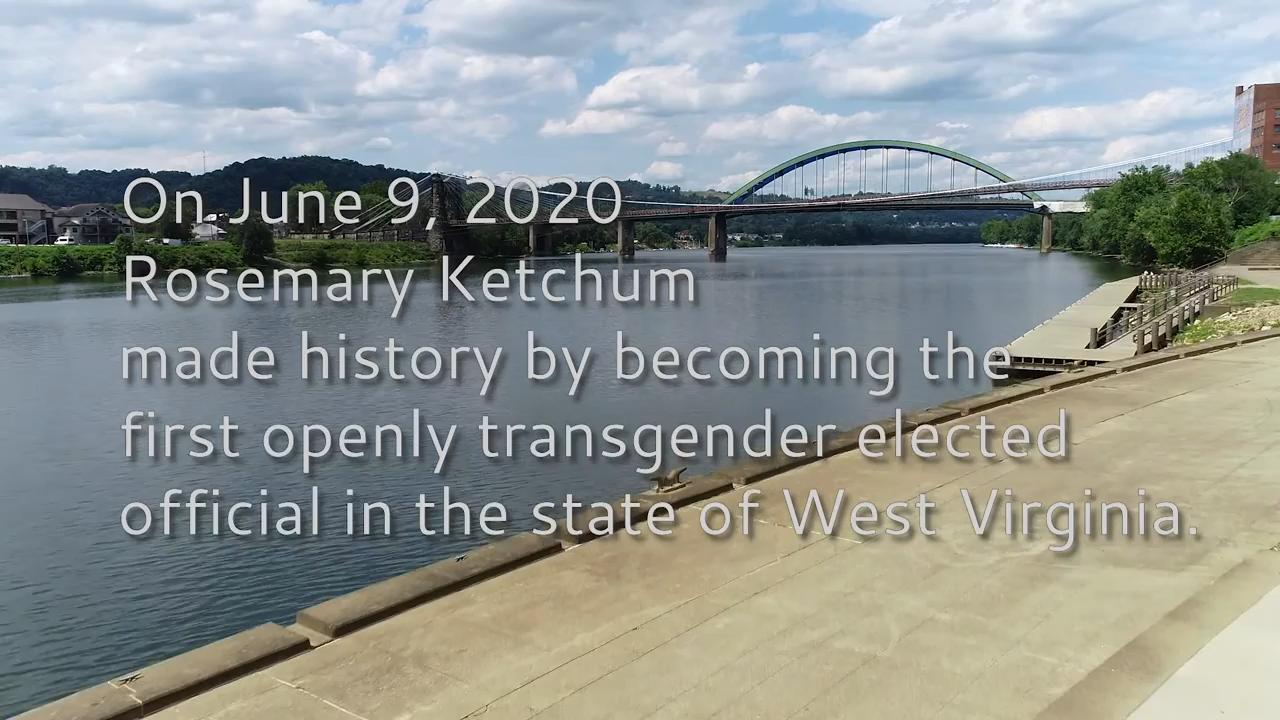 On June 9, 2020
Rosemary Ketchum
made history by becoming the
first openly transgender elected
official in the state of West Virginia.